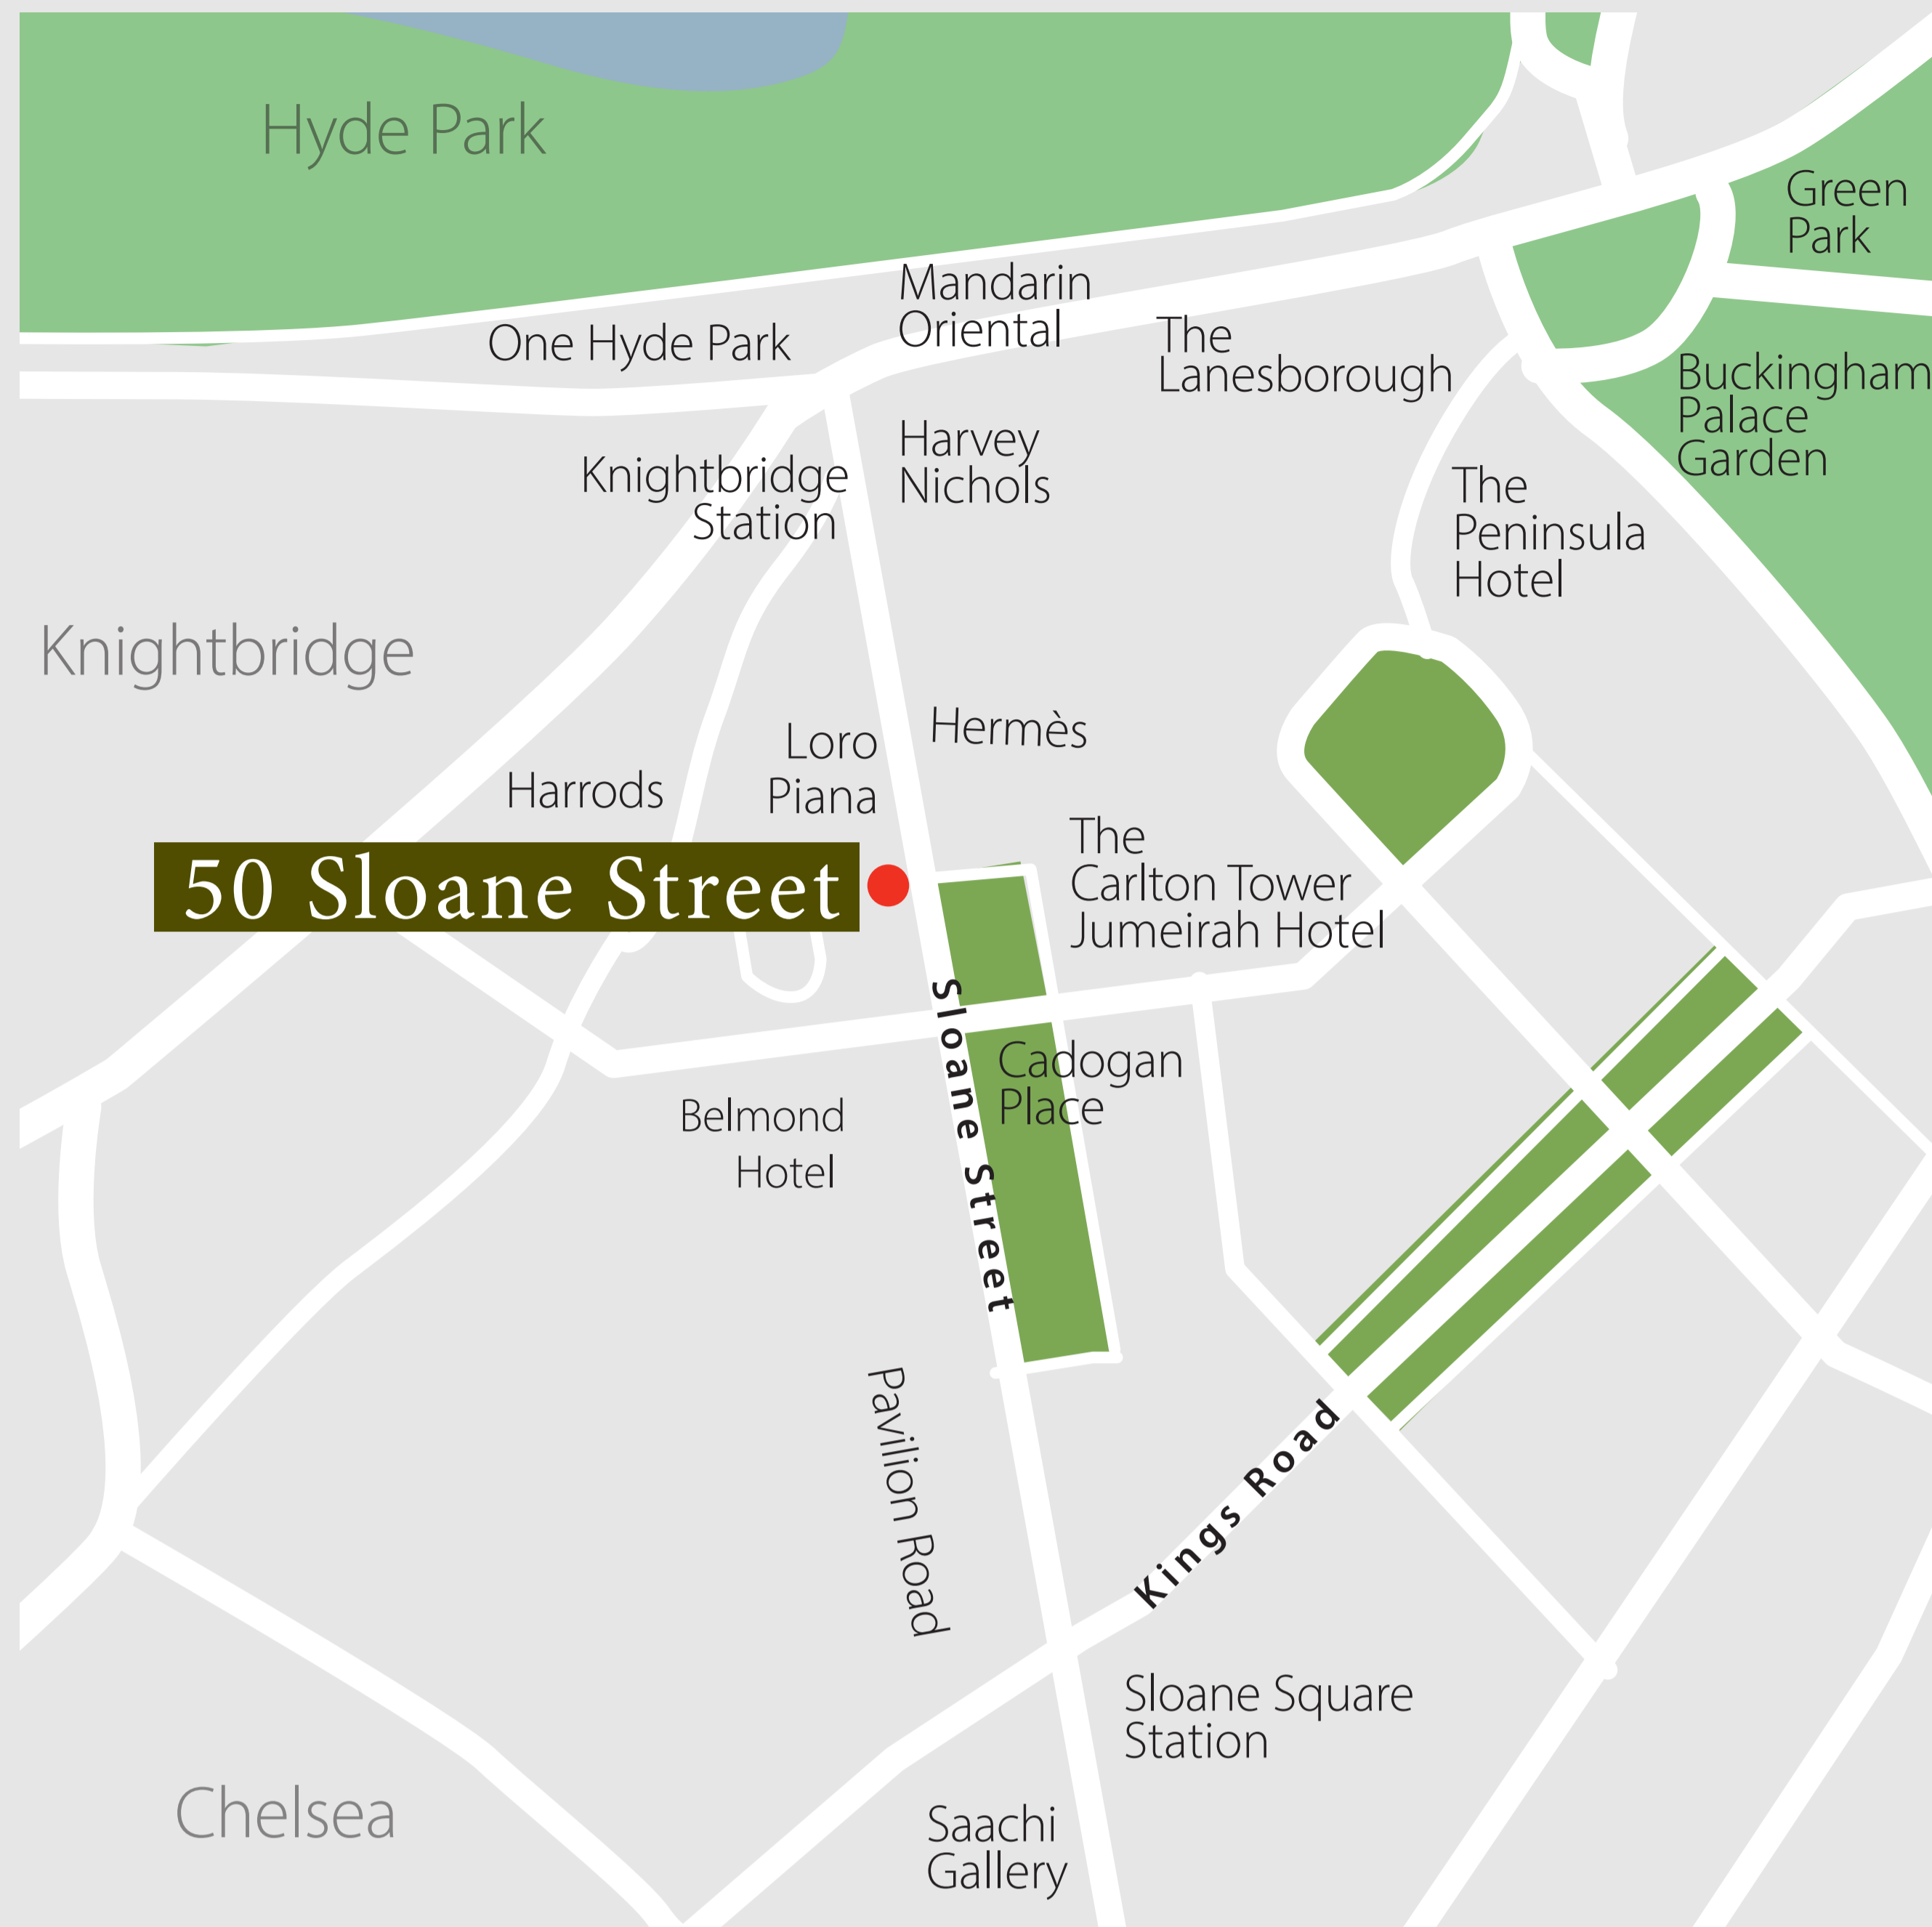 Hyde Park
Green
Park
Mandarin
Oriental
One Hyde Park
The
Lanesborough
Buckingham
Palace
Garden
Harvey
Nichols
Knightbridge
Station
The
Peninsula
Hotel
Knightbridge
Loro
Piana
Hermès
Harrods
The
Carlton Tower
Jumeirah Hotel
50 Sloane Street
Sloane Street
Cadogan
Place
Belmond
Hotel
Pavilion Road
Kings Road
Sloane Square
Station
Chelsea
Saachi
Gallery